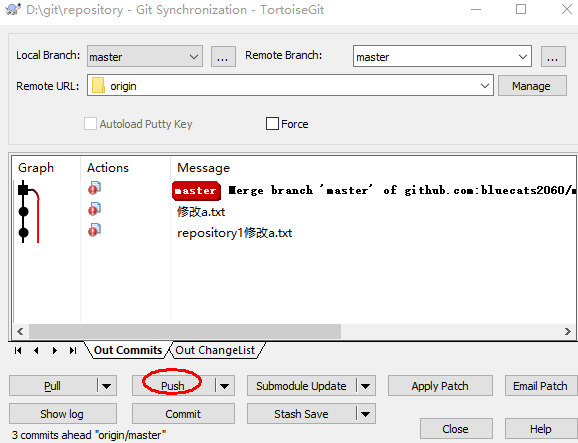 D:\git\repository - Git Synchronization - TortoiseGit
Local Branch: master ... Remote Branch: master ...
Remote URL: origin Manage
Autoload Putty Key Force
Graph Actions Message
master Merge branch 'master' of github.com:bluecats2060/m
修改a.txt
repository1修改a.txt
Out Commits Out ChangeList
Pull Push Submodule Update Apply Patch Email Patch
Show log Commit Stash Save
3 commits ahead "origin/master" Close Help